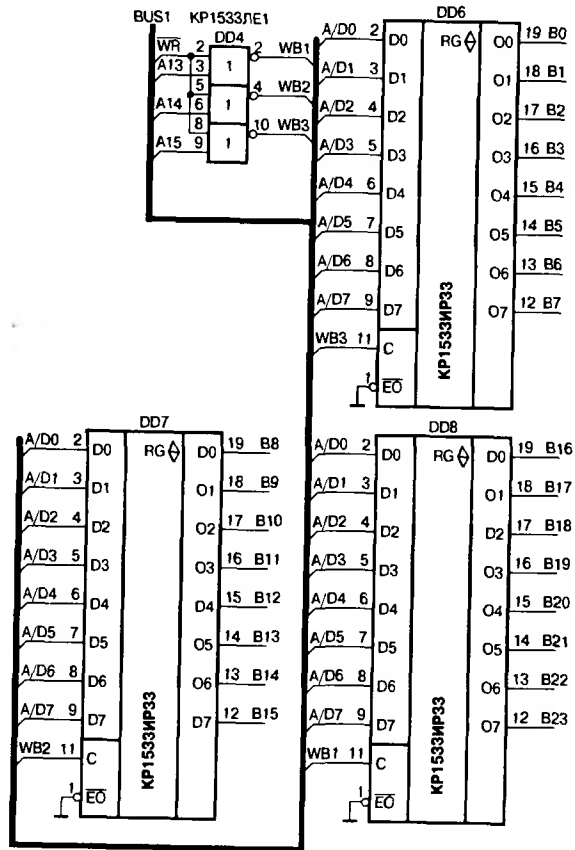 BUS1 КР1533ЛЕ1
DD4
WR 2 1 2 WB1
A13 3
5 1 4 WB2
A14 6
8 1 10 WB3
A15 9
DD6
A/D0 2 D0 RG O0 19 B0
A/D1 3 D1 O1 18 B1
A/D2 4 D2 O2 17 B2
A/D3 5 D3 O3 16 B3
A/D4 6 D4 O4 15 B4
A/D5 7 D5 O5 14 B5
A/D6 8 D6 O6 13 B6
A/D7 9 D7 O7 12 B7
WB3 11 C
1 EO
КР1533ИР33
DD7
A/D0 2 D0 RG D0 19 B8
A/D1 3 D1 O1 18 B9
A/D2 4 D2 O2 17 B10
A/D3 5 D3 O3 16 B11
A/D4 6 D4 D4 15 B12
A/D5 7 D5 O5 14 B13
A/D6 8 D6 O6 13 B14
A/D7 9 D7 D7 12 B15
WB2 11 C
1 EO
КР1533ИР33
DD8
A/D0 2 D0 RG D0 19 B16
A/D1 3 D1 O1 18 B17
A/D2 4 D2 D2 17 B18
A/D3 5 D3 O3 16 B19
A/D4 6 D4 O4 15 B20
A/D5 7 D5 O5 14 B21
A/D6 8 D6 O6 13 B22
A/D7 9 D7 O7 12 B23
WB1 11 C
1 EO
КР1533ИР33